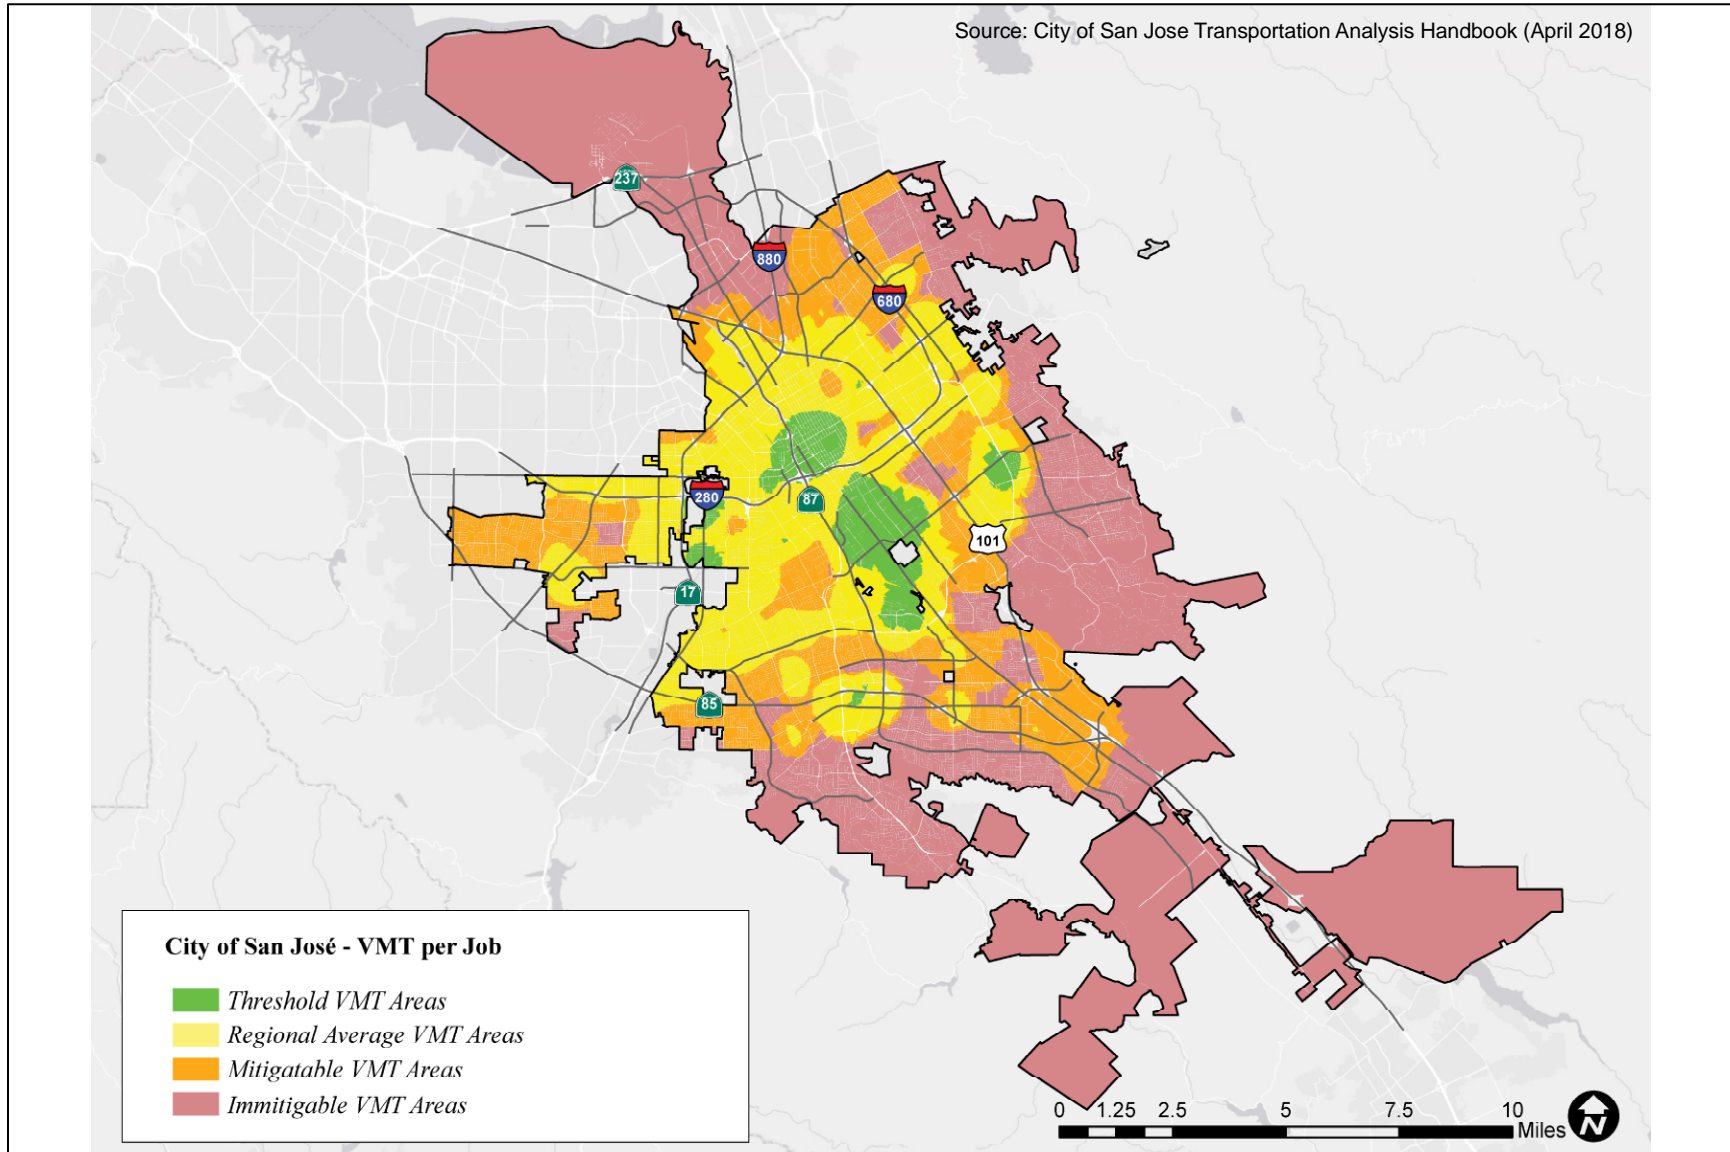 Source: City of San Jose Transportation Analysis Handbook (April 2018)
237
880
680
280
87
101
17
85
City of San José - VMT per Job
Threshold VMT Areas
Regional Average VMT Areas
Mitigatable VMT Areas
Immitigable VMT Areas
0 1.25 2.5 5 7.5 10
Miles
N